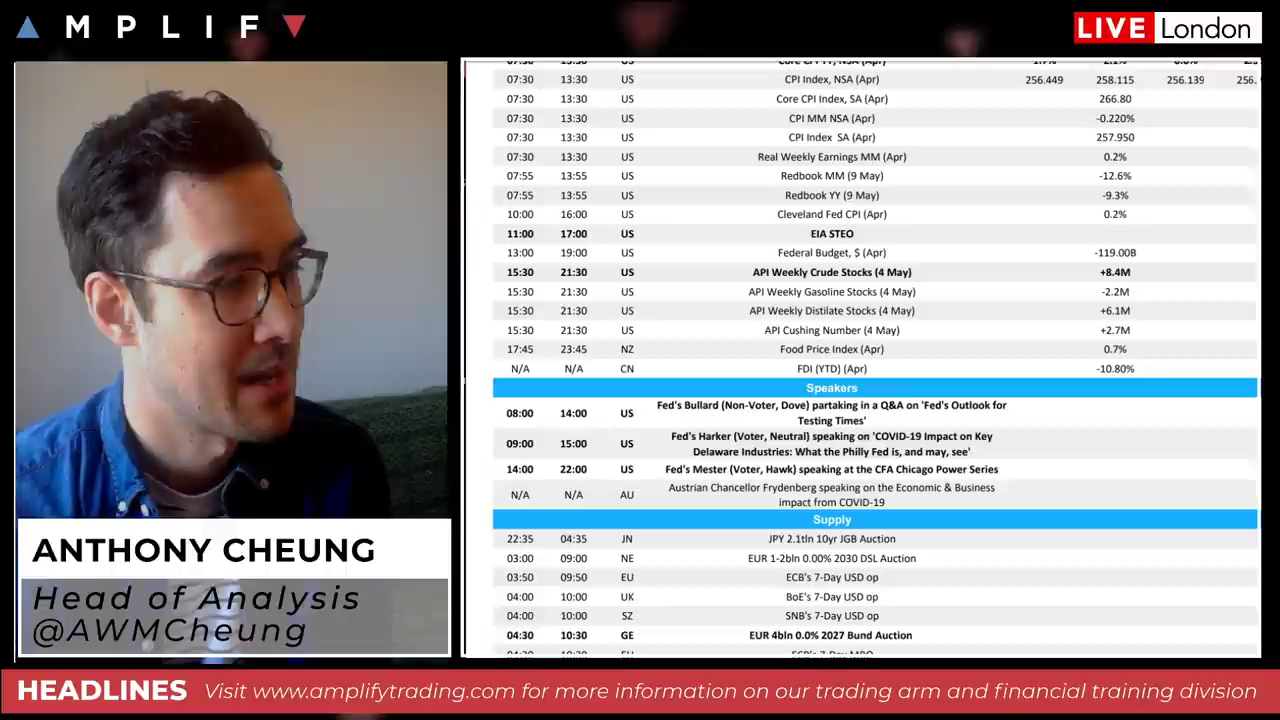 AMPLIFY
LIVE London
07:30 13:30 US Core CPI YY, NSA (Apr) 1.7% 2.1%
07:30 13:30 US CPI Index, NSA (Apr) 256.449 258.115 256.139 256.
07:30 13:30 US Core CPI Index, SA (Apr) 266.80
07:30 13:30 US CPI MM NSA (Apr) -0.220%
07:30 13:30 US CPI Index SA (Apr) 257.950
07:30 13:30 US Real Weekly Earnings MM (Apr) 0.2%
07:55 13:55 US Redbook MM (9 May) -12.6%
07:55 13:55 US Redbook YY (9 May) -9.3%
10:00 16:00 US Cleveland Fed CPI (Apr) 0.2%
11:00 17:00 US EIA STEO
13:00 19:00 US Federal Budget, $ (Apr) -119.00B
15:30 21:30 US API Weekly Crude Stocks (4 May) +8.4M
15:30 21:30 US API Weekly Gasoline Stocks (4 May) -2.2M
15:30 21:30 US API Weekly Distilate Stocks (4 May) +6.1M
15:30 21:30 US API Cushing Number (4 May) +2.7M
17:45 23:45 NZ Food Price Index (Apr) 0.7%
N/A N/A CN FDI (YTD) (Apr) -10.80%
Speakers
08:00 14:00 US Fed's Bullard (Non-Voter, Dove) partaking in a Q&A on 'Fed's Outlook for
Testing Times'
09:00 15:00 US Fed's Harker (Voter, Neutral) speaking on 'COVID-19 Impact on Key
Delaware Industries: What the Philly Fed is, and may, see'
14:00 22:00 US Fed's Mester (Voter, Hawk) speaking at the CFA Chicago Power Series
N/A N/A AU Austrian Chancellor Frydenberg speaking on the Economic & Business
impact from COVID-19
Supply
22:35 04:35 JN JPY 2.1tln 10yr JGB Auction
03:00 09:00 NE EUR 1-2bln 0.00% 2030 DSL Auction
03:50 09:50 EU ECB's 7-Day USD op
04:00 10:00 UK BoE's 7-Day USD op
04:00 10:00 SZ SNB's 7-Day USD op
04:30 10:30 GE EUR 4bln 0.0% 2027 Bund Auction
ANTHONY CHEUNG
Head of Analysis
@AWMCheung
HEADLINES Visit www.amplifytrading.com for more information on our trading arm and financial training division